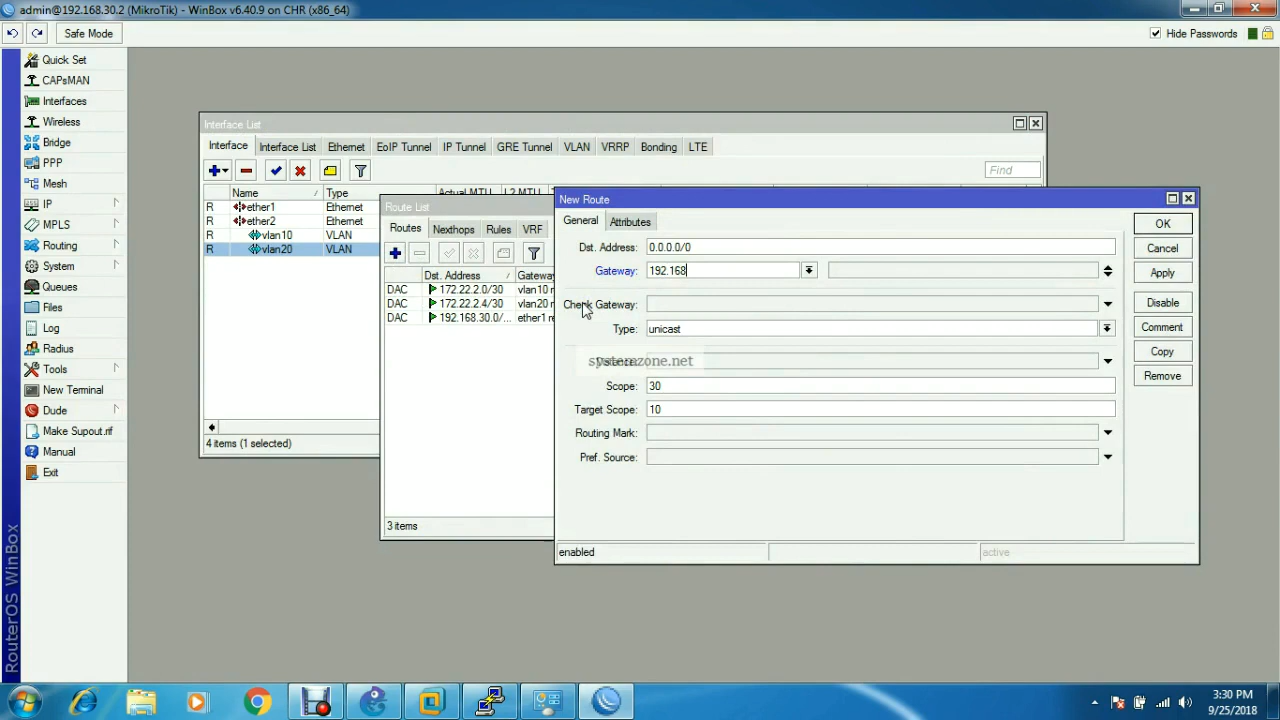 admin@192.168.30.2 (MikroTik) - WinBox v6.40.9 on CHR (x86_64)
Safe Mode
Hide Passwords
Quick Set
CAPsMAN
Interfaces
Wireless
Bridge
PPP
Mesh
IP
MPLS
Routing
System
Queues
Files
Log
Radius
Tools
New Terminal
Dude
Make Supout.rif
Manual
Exit
RouterOS WinBox
Interface List
Interface Interface List Ethernet EoIP Tunnel IP Tunnel GRE Tunnel VLAN VRRP Bonding LTE
Find
Name Type Actual MTU L2 MTU
R ether1 Ethernet
R ether2 Ethernet
R vlan10 VLAN
R vlan20 VLAN
4 items (1 selected)
Route List
Routes Nexthops Rules VRF
Dst. Address Gateway
DAC 172.22.2.0/30 vlan10 r
DAC 172.22.2.4/30 vlan20 r
DAC 192.168.30.0/... ether1 r
3 items
New Route
General Attributes
Dst. Address: 0.0.0.0/0
Gateway: 192.168
Check Gateway:
Type: unicast
systemzone.net
Scope: 30
Target Scope: 10
Routing Mark:
Pref. Source:
OK
Cancel
Apply
Disable
Comment
Copy
Remove
enabled active
3:30 PM
9/25/2018